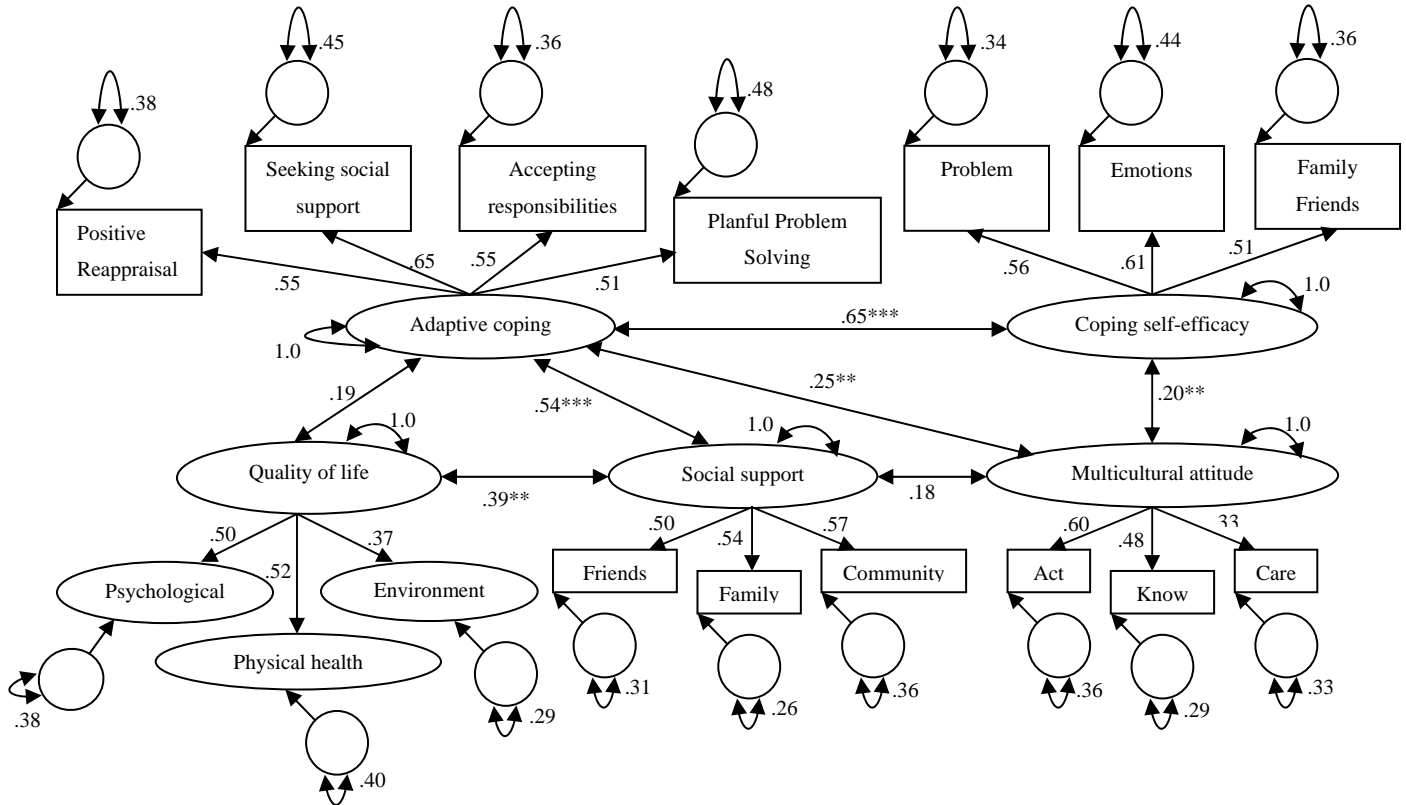 .45
.36
.34
.44
.36
.38
.48
Seeking social
support
Accepting
responsibilities
Problem
Emotions
Family
Friends
Positive
Reappraisal
Planful Problem
Solving
.55
.65
.55
.51
.56
.61
.51
1.0
Adaptive coping
.65***
Coping self-efficacy
1.0
.19
.54***
.25**
.20**
1.0
1.0
1.0
Quality of life
Social support
Multicultural attitude
.39**
.18
.50
.52
.37
.50
.54
.57
.60
.48
.33
Psychological
Environment
Physical health
Friends
Family
Community
Act
Know
Care
.38
.40
.29
.31
.26
.36
.36
.29
.33